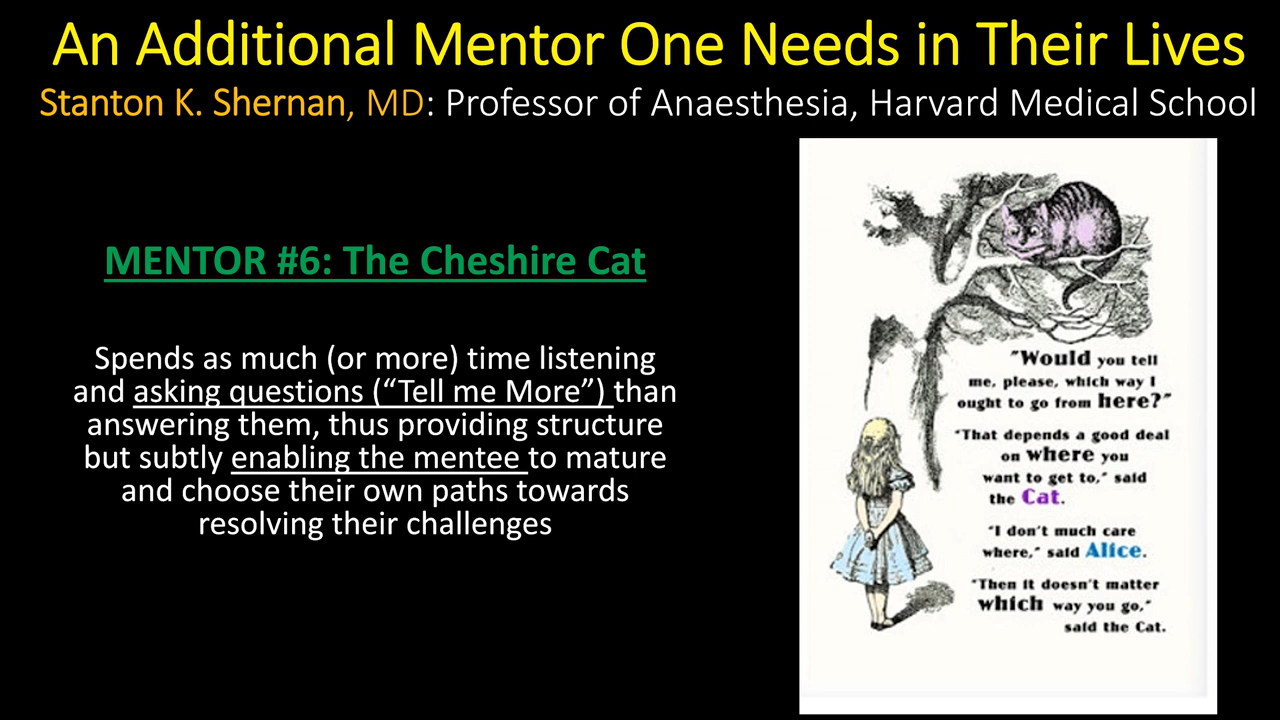 An Additional Mentor One Needs in Their Lives
Stanton K. Shernan, MD: Professor of Anaesthesia, Harvard Medical School
MENTOR #6: The Cheshire Cat
Spends as much (or more) time listening
and asking questions (“Tell me More”) than
answering them, thus providing structure
but subtly enabling the mentee to mature
and choose their own paths towards
resolving their challenges
"Would you tell
me, please, which way I
ought to go from here?"
"That depends a good deal
on where you
want to get to," said
the Cat.
"I don't much care
where," said Alice.
"Then it doesn't matter
which way you go,"
said the Cat.